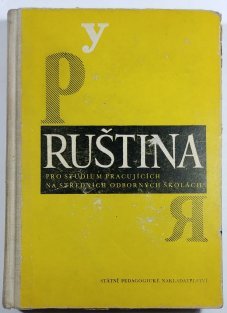 у
р
RUŠTINA
PRO STUDIUM PRACUJÍCÍCH
NA STŘEDNÍCH ODBORNÝCH ŠKOLÁCH
Я
STÁTNÍ PEDAGOGICKÉ NAKLADATELSTVÍ